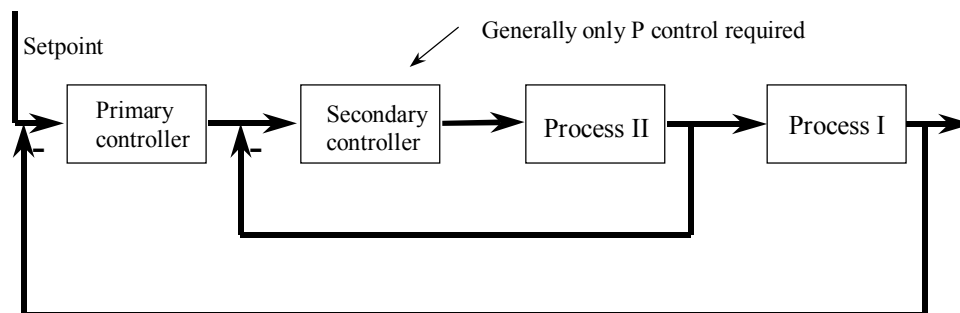 Generally only P control required
Setpoint
Primary
controller
Secondary
controller
Process II
Process I
-
-